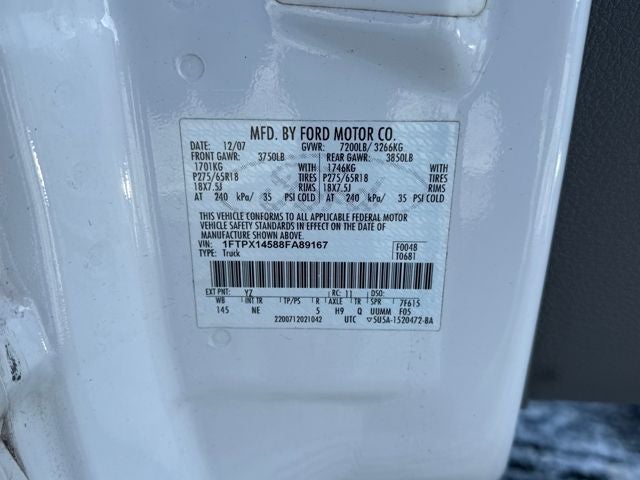 MFD. BY FORD MOTOR CO.
DATE: 12/07 GVWR: 7200LB/ 3266KG
FRONT GAWR: 3750LB REAR GAWR: 3850LB
1701KG WITH 1746KG WITH
P275/65R18 TIRES P275/65R18 TIRES
18X7.5J RIMS 18X7.5J RIMS
AT 240 kPa/ 35 PSI COLD AT 240 kPa/ 35 PSI COLD
THIS VEHICLE CONFORMS TO ALL APPLICABLE FEDERAL MOTOR
VEHICLE SAFETY STANDARDS IN EFFECT ON THE DATE OF
MANUFACTURE SHOWN ABOVE.
VIN: 1FTPX14588FA89167 F0048
TYPE: Truck T0681
EXT PNT: YZ RC: 11 DSO:
WB INT TR TP/PS R AXLE TR SPR 7F615
145 NE 5 H9 Q UUMM F05
2200712021042 UTC ▽5U5A-1520472-BA